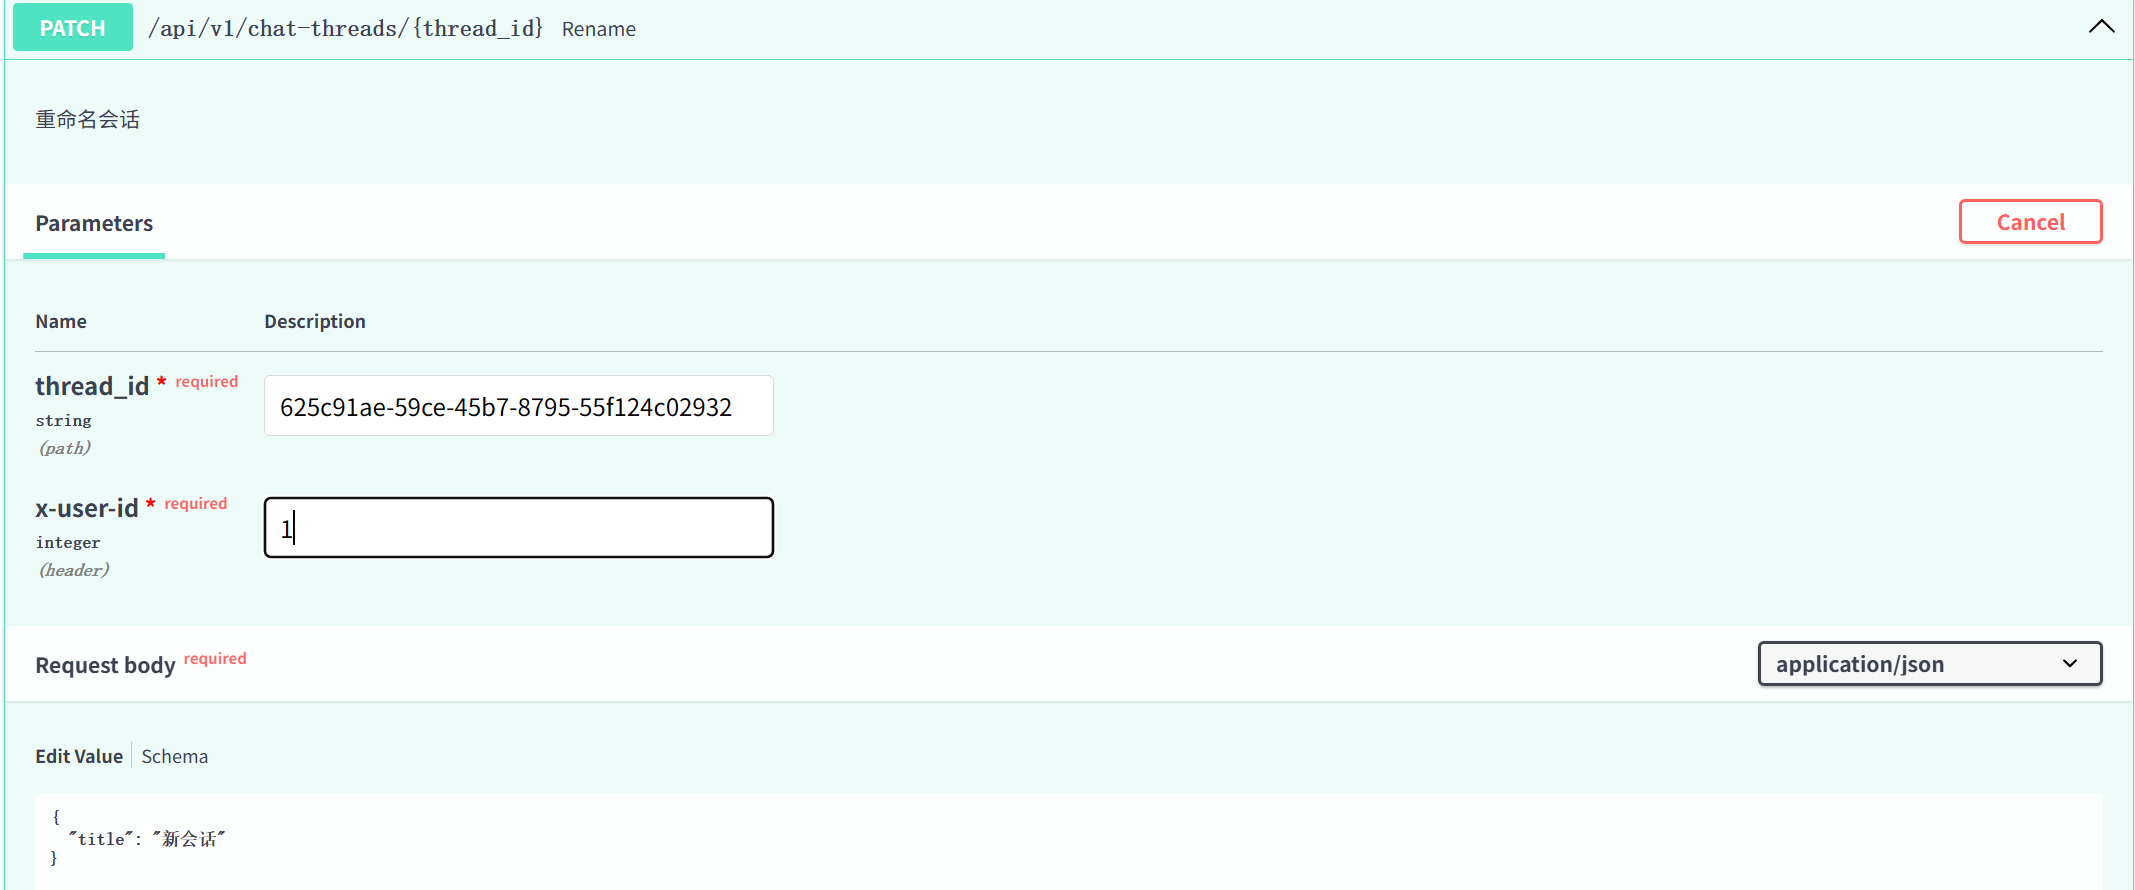 PATCH /api/v1/chat-threads/{thread_id} Rename
重命名会话
Parameters Cancel
Name Description
thread_id * required
string
(path)
625c91ae-59ce-45b7-8795-55f124c02932
x-user-id * required
integer
(header)
1
Request body required application/json
Edit Value Schema
{
  "title": "新会话"
}